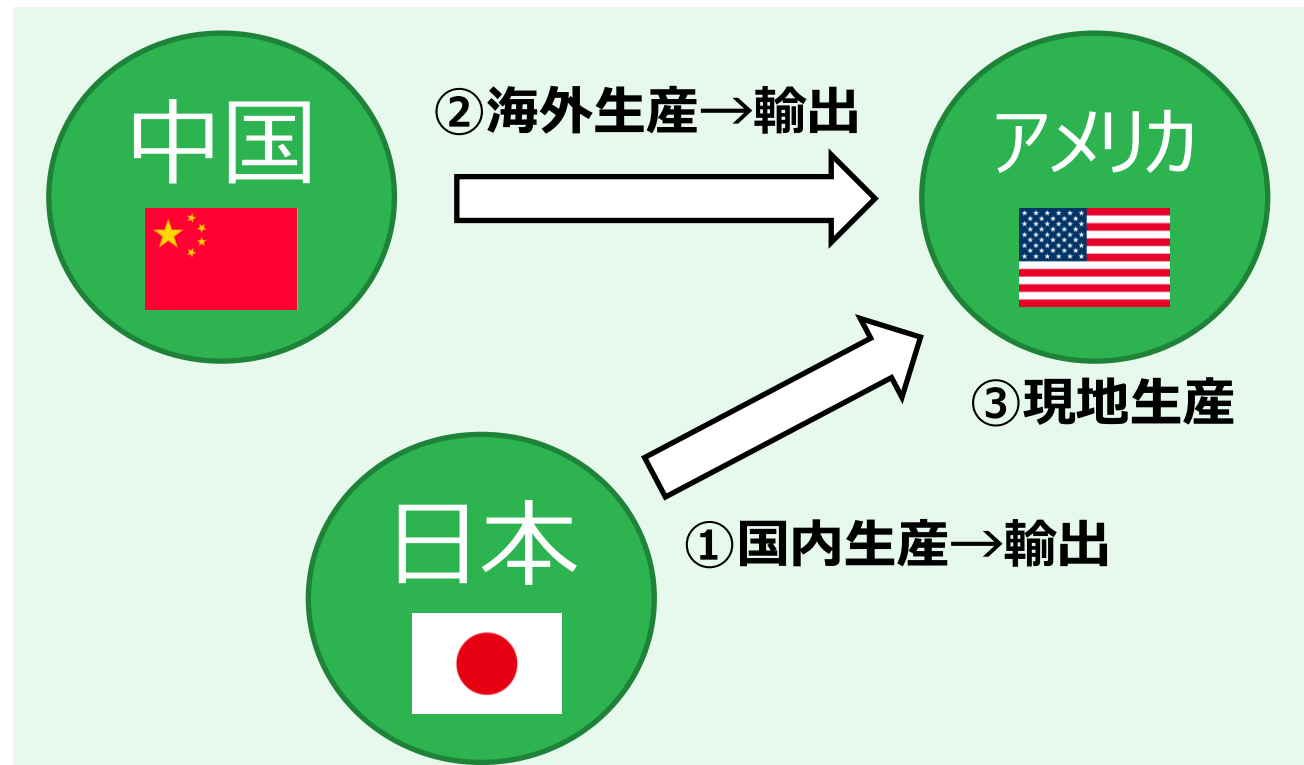 中国
②海外生産→輸出
アメリカ
③現地生産
日本
①国内生産→輸出